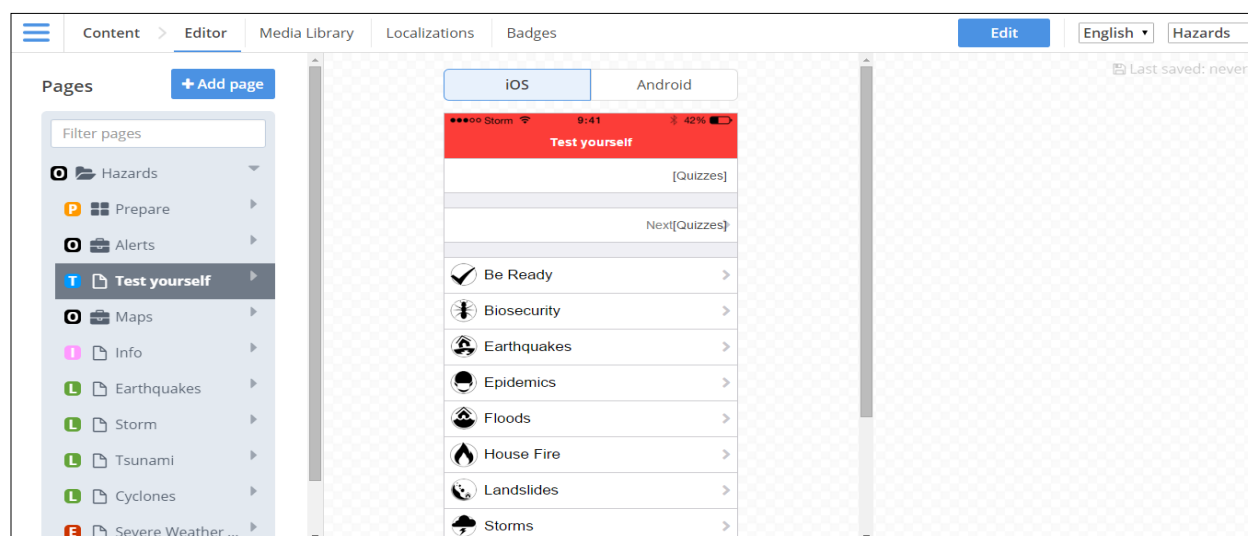 Content > Editor Media Library Localizations Badges Edit English Hazards
Last saved: never
Pages + Add page
Filter pages
O Hazards
P Prepare
O Alerts
T Test yourself
O Maps
I Info
L Earthquakes
L Storm
L Tsunami
L Cyclones
E Severe Weather ...
iOS Android
Storm 9:41 42%
Test yourself
[Quizzes]
Next[Quizzes]
Be Ready
Biosecurity
Earthquakes
Epidemics
Floods
House Fire
Landslides
Storms